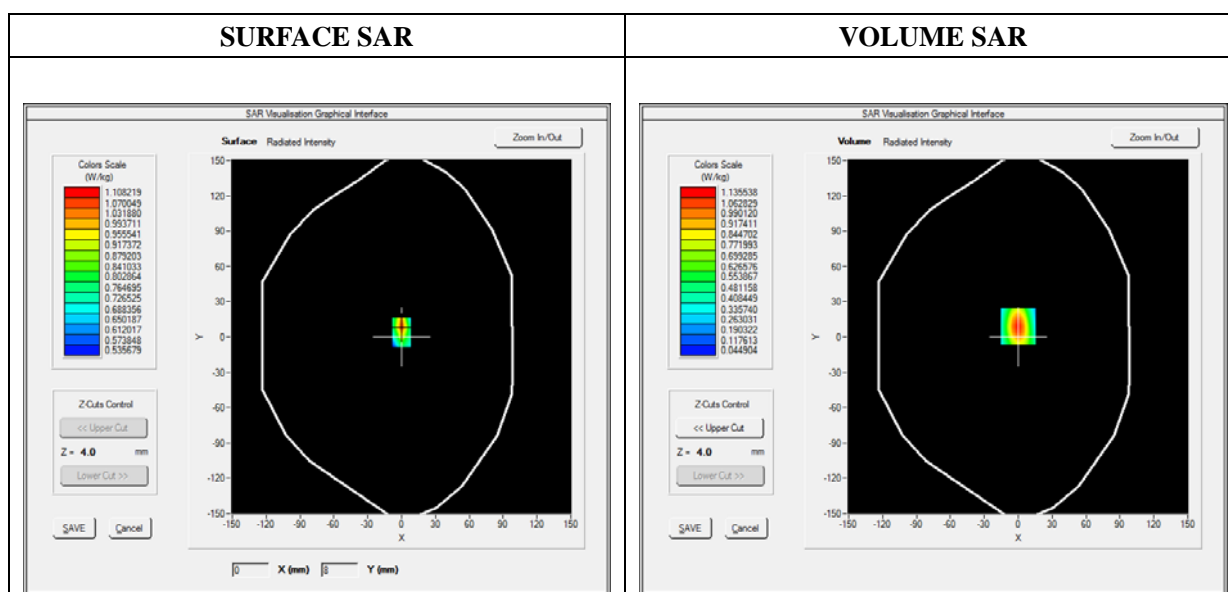 SURFACE SAR
SAR Visualisation Graphical Interface
Surface Radiated Intensity
Zoom In/Out
Colors Scale
(W/kg)
1.108219
1.070049
1.031880
0.993711
0.955541
0.917372
0.879203
0.841033
0.802864
0.764695
0.726525
0.688356
0.650187
0.612017
0.573848
0.535679
Z-Cuts Control
<< Upper Cut
Z = 4.0 mm
Lower Cut >>
SAVE Cancel
150
120
90
60
30
0
-30
-60
-90
-120
-150
Y
-150 -120 -90 -60 -30 0 30 60 90 120 150
X
0 X (mm) 8 Y (mm)
VOLUME SAR
SAR Visualisation Graphical Interface
Volume Radiated Intensity
Zoom In/Out
Colors Scale
(W/kg)
1.135538
1.062829
0.990120
0.917411
0.844702
0.771993
0.699285
0.626576
0.553867
0.481158
0.408449
0.335740
0.263031
0.190322
0.117613
0.044904
Z-Cuts Control
<< Upper Cut
Z = 4.0 mm
Lower Cut >>
SAVE Cancel
150
120
90
60
30
0
-30
-60
-90
-120
-150
Y
-150 -120 -90 -60 -30 0 30 60 90 120 150
X